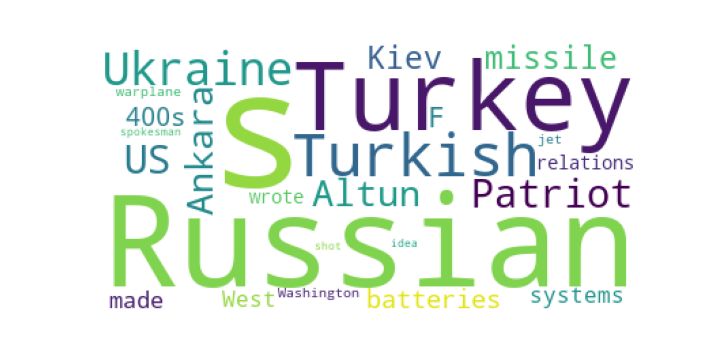 Ukraine
Kiev
missile
Turkey
warplane
400s
spokesman
S
F
US
Ankara
Turkish
jet
relations
wrote
Altun
Patriot
Russian
shot
idea
made
West
Washington
batteries
systems